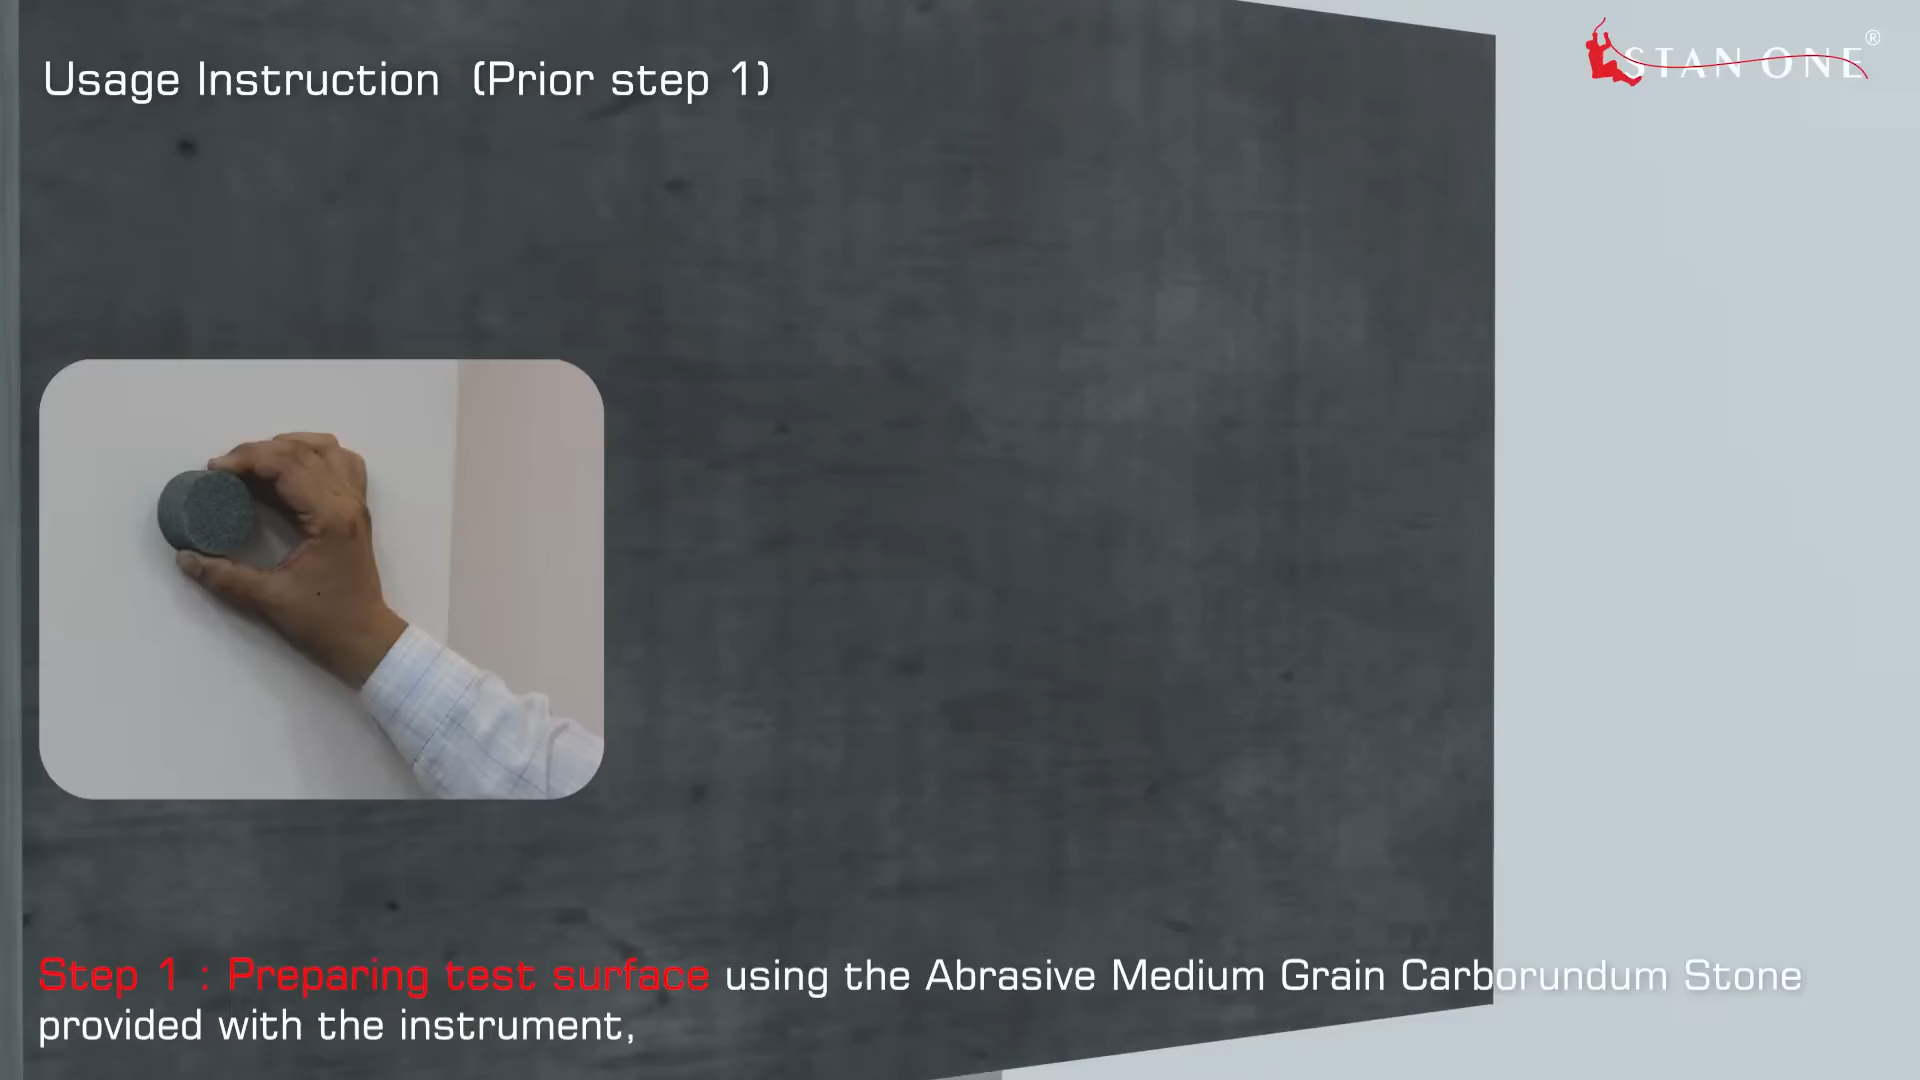 Usage Instruction (Prior step 1)
STAN ONE®
Step 1 : Preparing test surface using the Abrasive Medium Grain Carborundum Stone
provided with the instrument,